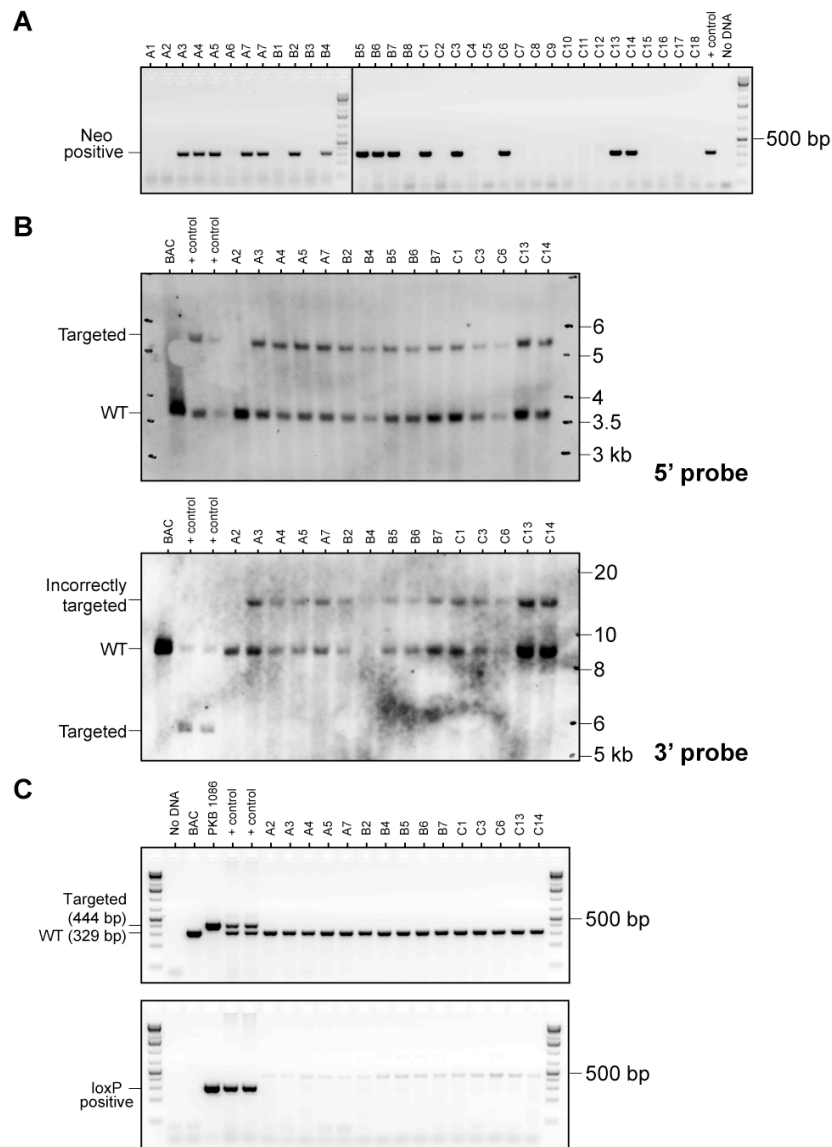 A
A1 A2 A3 A4 A5 A6 A7 A7 B1 B2 B3 B4 B5 B6 B7 B8 C1 C2 C3 C4 C5 C6 C7 C8 C9 C10 C11 C12 C13 C14 C15 C16 C17 C18 + control No DNA
Neo
positive
500 bp
B
BAC + control + control A2 A3 A4 A5 A7 B2 B4 B5 B6 B7 C1 C3 C6 C13 C14
Targeted
WT
6
5
4
3.5
3 kb
5’ probe
BAC + control + control A2 A3 A4 A5 A7 B2 B4 B5 B6 B7 C1 C3 C6 C13 C14
Incorrectly
targeted
WT
Targeted
20
10
8
6
5 kb
3’ probe
C
No DNA BAC PKB 1086 + control + control A2 A3 A4 A5 A7 B2 B4 B5 B6 B7 C1 C3 C6 C13 C14
Targeted
(444 bp)
WT (329 bp)
500 bp
loxP
positive
500 bp